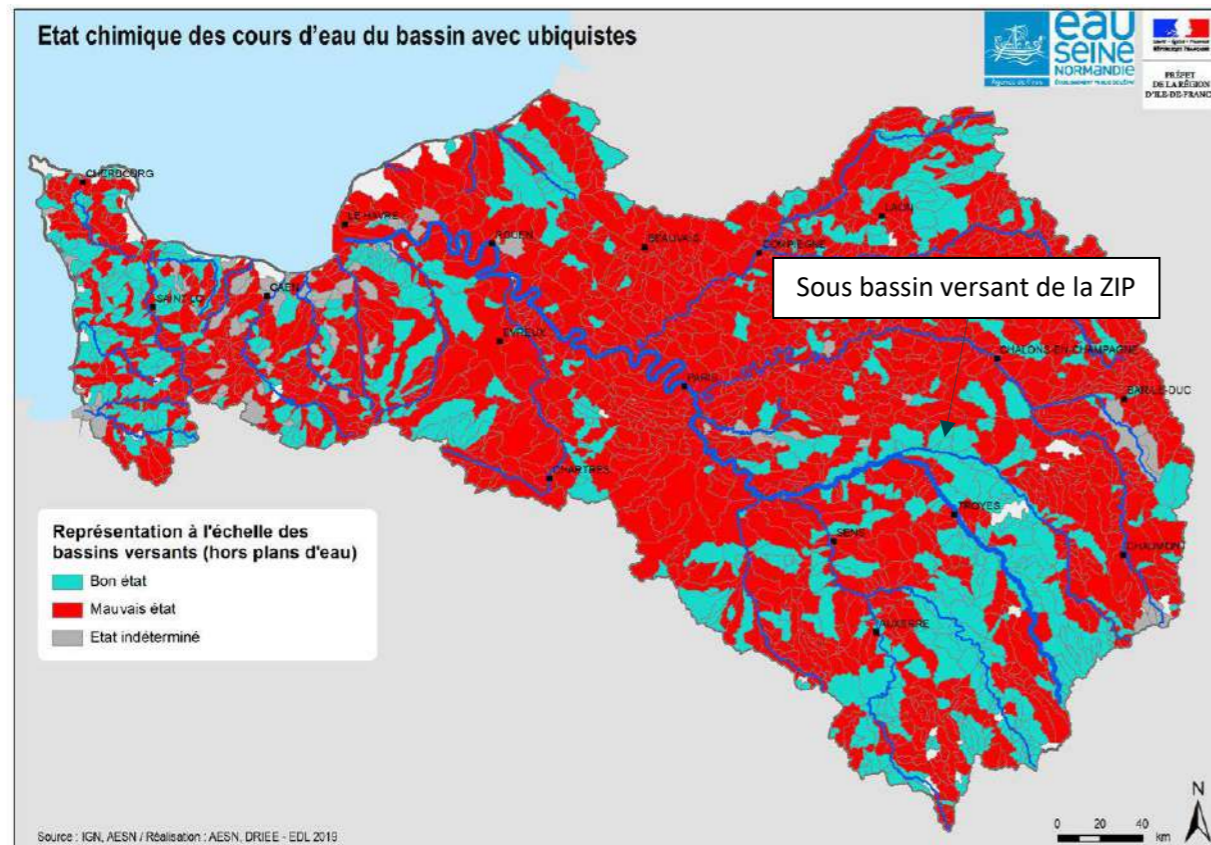 Etat chimique des cours d'eau du bassin avec ubiquistes
eau
SEINE
NORMANDIE
PRÉFET
DE LA RÉGION
D'ILE-DE-FRANCE
CHERBOURG
LE HAVRE
ROUEN
BEAUVAIS
LAON
COMPIEGNE
Sous bassin versant de la ZIP
SAINT-LO
CAEN
EVREUX
PARIS
CHALONS-EN-CHAMPAGNE
BAR-LE-DUC
CHARTRES
TROYES
SENS
CHAUMONT
AUXERRE
Représentation à l'échelle des
bassins versants (hors plans d'eau)
Bon état
Mauvais état
Etat indéterminé
N
0 20 40
km
Source : IGN, AESN / Réalisation : AESN, DRIEE - EDL 2019